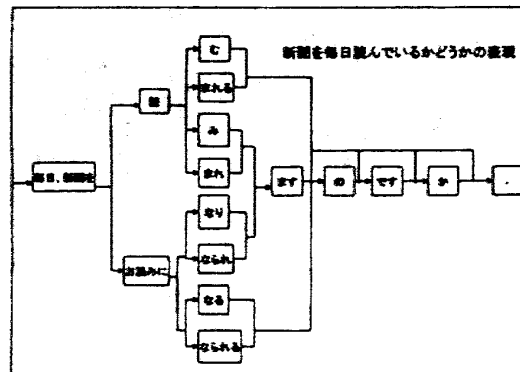 新聞を毎日読んでいるかどうかの表現
毎日、新聞を
読
む
まれる
み
まれ
お読みに
なり
なられ
なる
なられる
ます
の
です
か
.